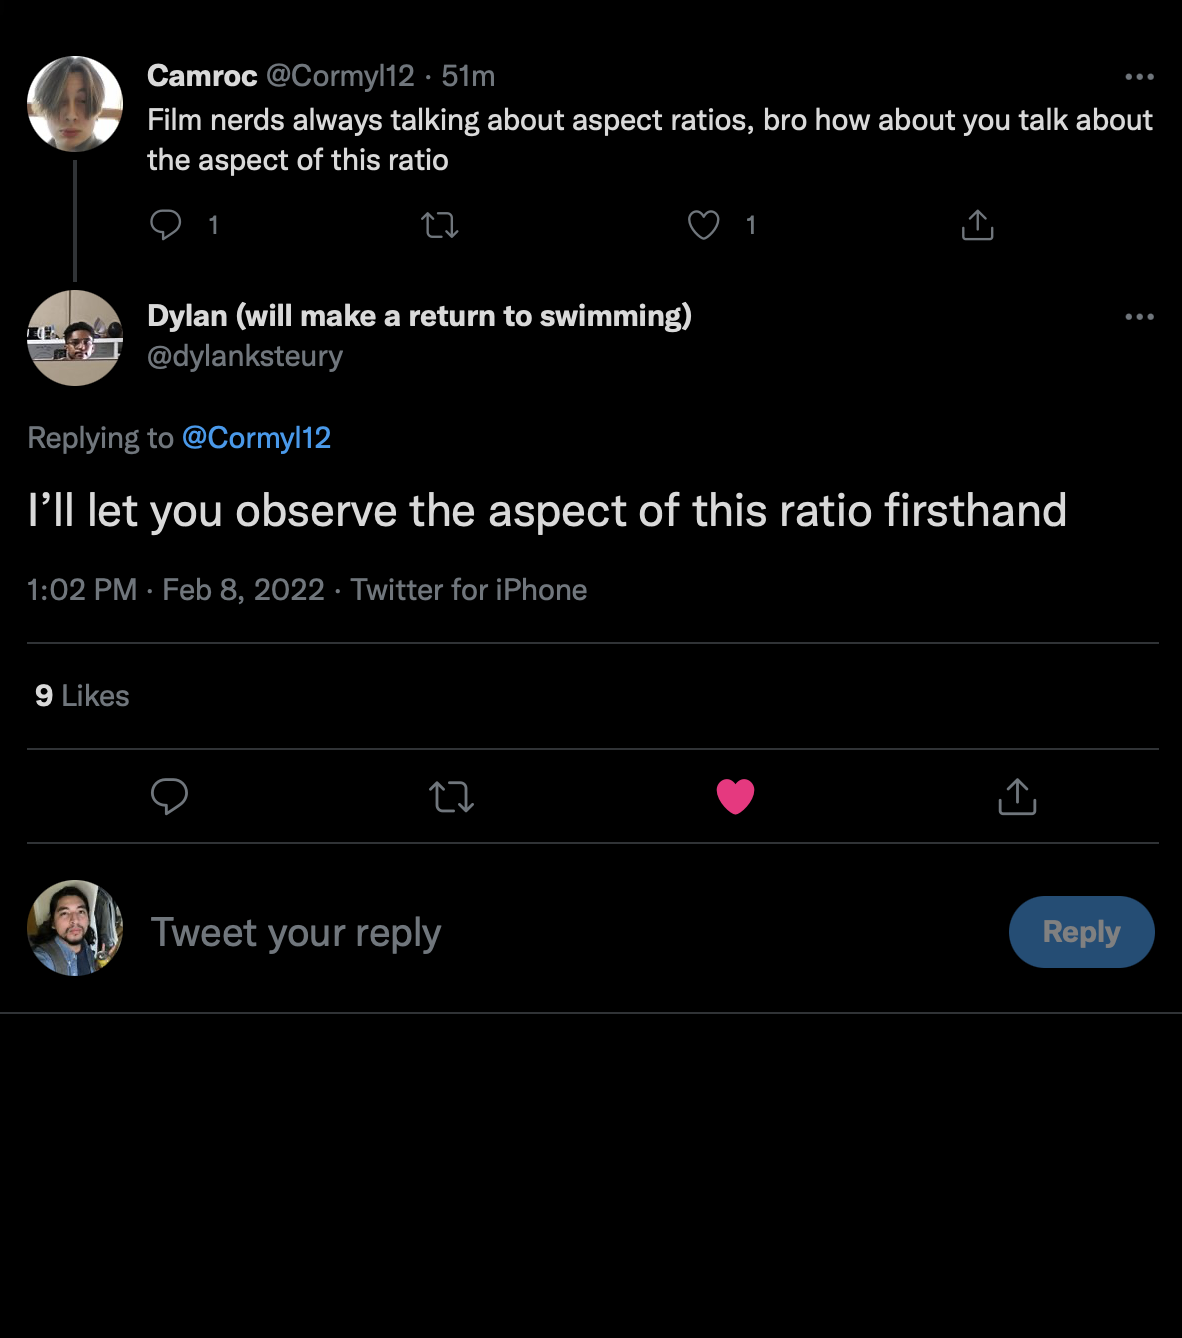 Camroc @Cormyl12 · 51m
Film nerds always talking about aspect ratios, bro how about you talk about
the aspect of this ratio
1 1
Dylan (will make a return to swimming)
@dylanksteury
Replying to @Cormyl12
I’ll let you observe the aspect of this ratio firsthand
1:02 PM · Feb 8, 2022 · Twitter for iPhone
9 Likes
Tweet your reply Reply